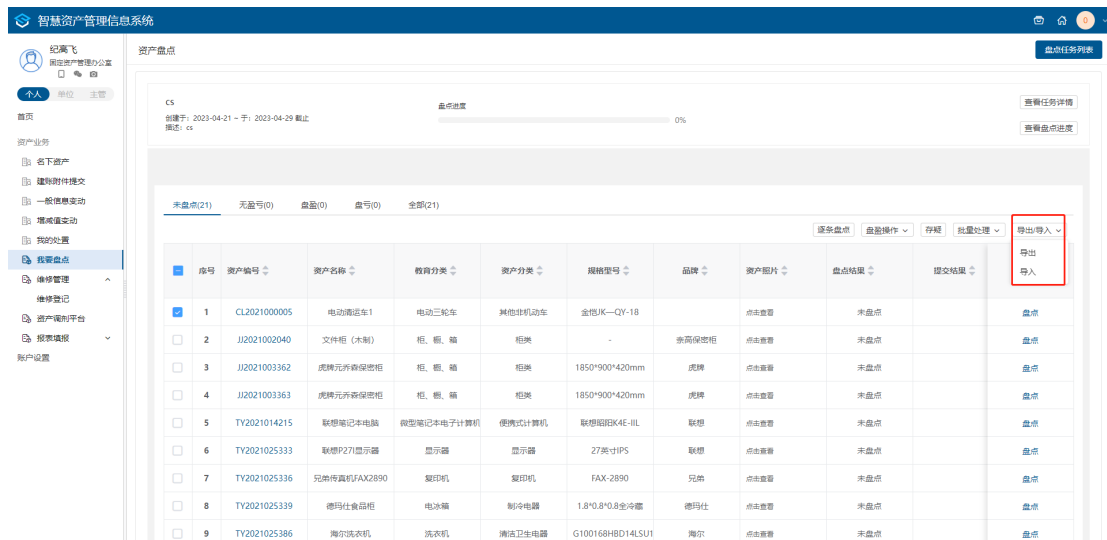 智慧资产管理信息系统
0
纪高飞
固定资产管理办公室
个人 单位 主管
首页
资产业务
名下资产
建账附件提交
一般信息变动
增减值变动
我的处置
我要盘点
维修管理
维修登记
资产调剂平台
报表填报
账户设置
资产盘点
盘点任务列表
cs
创建于: 2023-04-21 ~ 于: 2023-04-29 截止
描述: cs
盘点进度
0%
查看任务详情
查看盘点进度
未盘点(21) 无盈亏(0) 盘盈(0) 盘亏(0) 全部(21)
逐条盘点 盘盈操作 存疑 批量处理 导出/导入
导出
导入
序号 资产编号 资产名称 教育分类 资产分类 规格型号 品牌 资产照片 盘点结果 提交结果
1 CL2021000005 电动清运车1 电动三轮车 其他非机动车 金恺JK—QY-18 点击查看 未盘点 盘点
2 JJ2021002040 文件柜（木制） 柜、橱、箱 柜类 - 奈高保密柜 点击查看 未盘点 盘点
3 JJ2021003362 虎牌元乔森保密柜 柜、橱、箱 柜类 1850*900*420mm 虎牌 点击查看 未盘点 盘点
4 JJ2021003363 虎牌元乔森保密柜 柜、橱、箱 柜类 1850*900*420mm 虎牌 点击查看 未盘点 盘点
5 TY2021014215 联想笔记本电脑 微型笔记本电子计算机 便携式计算机 联想昭阳K4E-IIL 联想 点击查看 未盘点 盘点
6 TY2021025333 联想P27I显示器 显示器 显示器 27英寸IPS 联想 点击查看 未盘点 盘点
7 TY2021025336 兄弟传真机FAX2890 复印机 复印机 FAX-2890 兄弟 点击查看 未盘点 盘点
8 TY2021025339 德玛仕食品柜 电冰箱 制冷电器 1.8*0.8*0.8全冷藏 德玛仕 点击查看 未盘点 盘点
9 TY2021025386 海尔洗衣机 洗衣机 清洁卫生电器 G100168HBD14LSU1 海尔 点击查看 未盘点 盘点